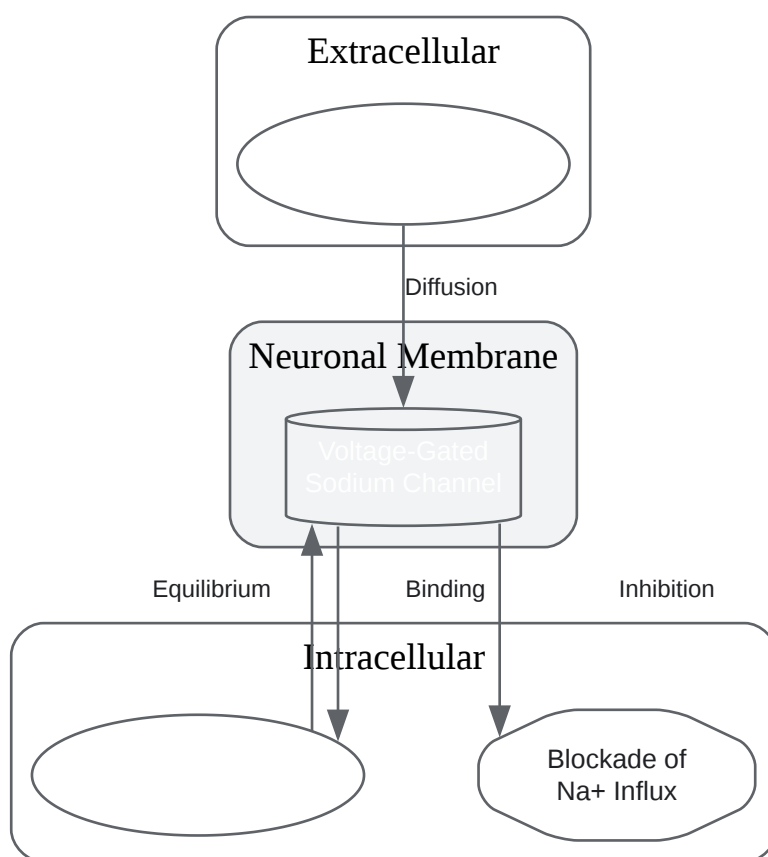 Extracellular
Diffusion
Neuronal Membrane
Voltage-Gated
Sodium Channel
Equilibrium
Binding
Inhibition
Intracellular
Blockade of
Na+ Influx